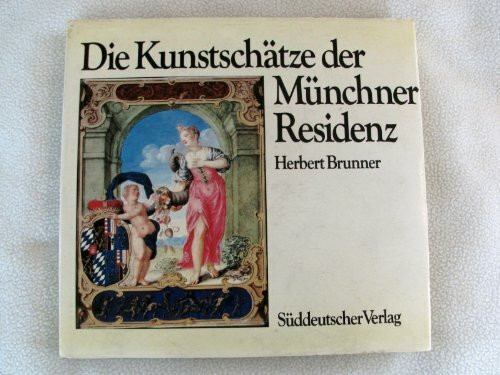 Die Kunstschätze der
Münchner
Residenz
Herbert Brunner
Süddeutscher Verlag